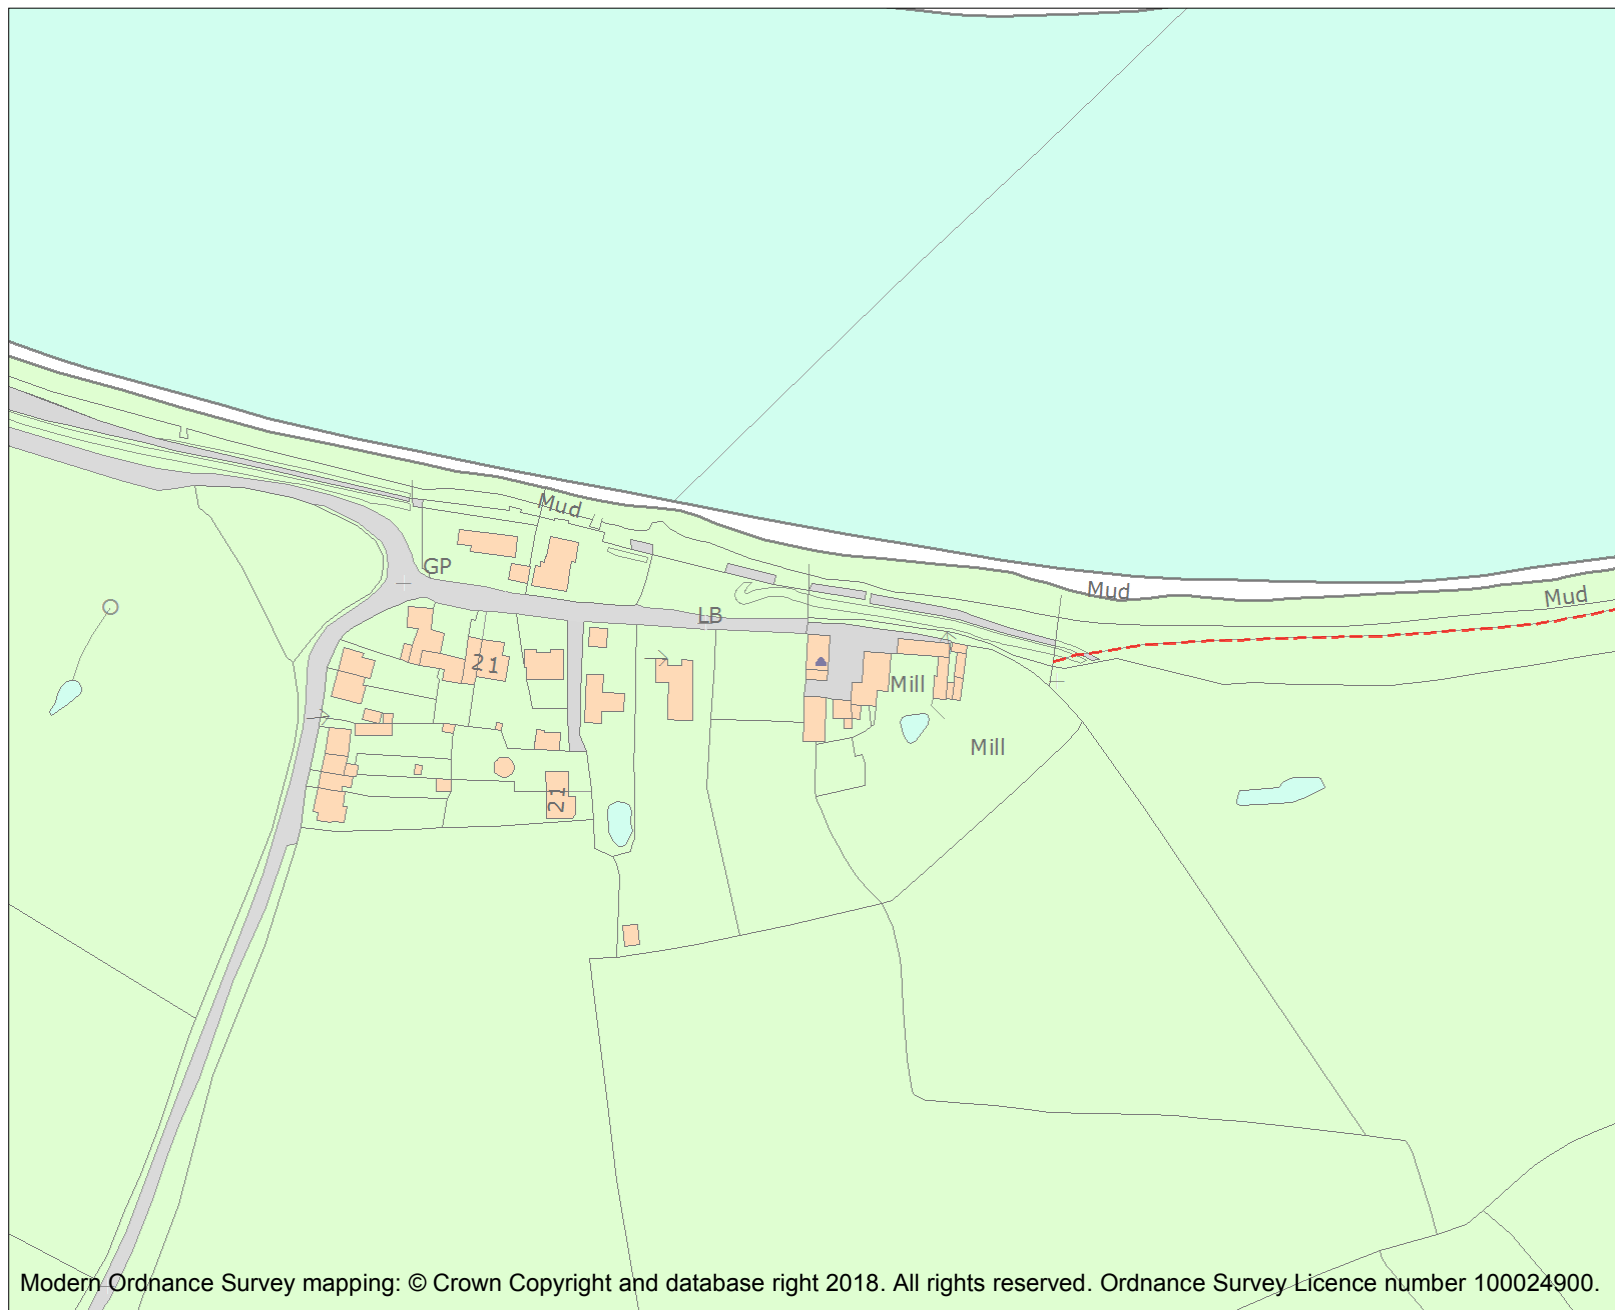 Mud
GP
Mud
Mud
LB
21
Mill
Mill
21
Modern Ordnance Survey mapping: © Crown Copyright and database right 2018. All rights reserved. Ordnance Survey Licence number 100024900.